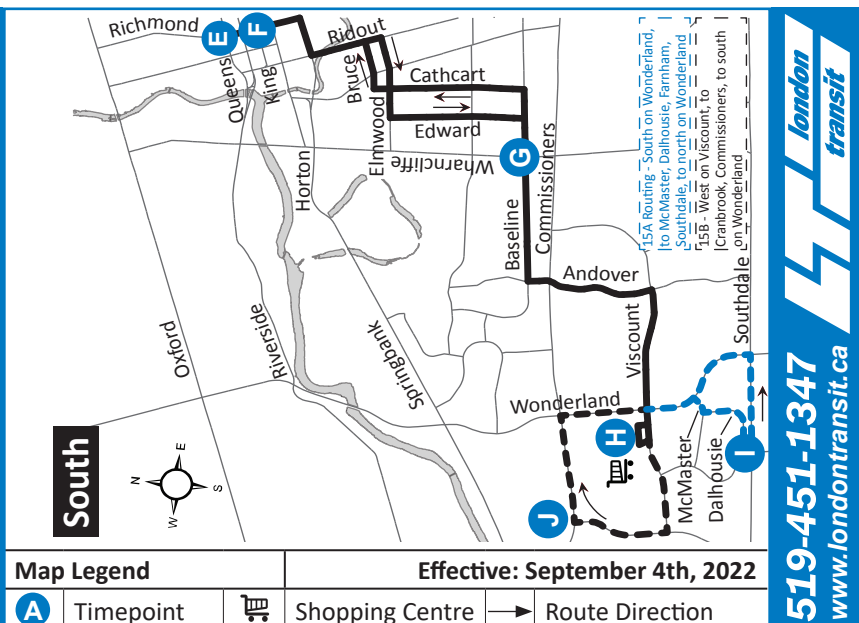 South
N
E
S
W
Richmond
E
F
Queens
King
Ridout
Bruce
Cathcart
Elmwood
Edward
Wharncliffe
G
Horton
Baseline
Commissioners
Andover
Oxford
Riverside
Springbank
Viscount
Southdale
Wonderland
H
McMaster
Dalhousie
I
J
15A Routing - South on Wonderland,
to McMaster, Dalhousie, Farnham,
Southdale, to north on Wonderland
15B - West on Viscount, to
Cranbrook, Commissioners, to south
on Wonderland
london
transit
519-451-1347
www.londontransit.ca
Map Legend
Effective: September 4th, 2022
A Timepoint
Shopping Centre
Route Direction